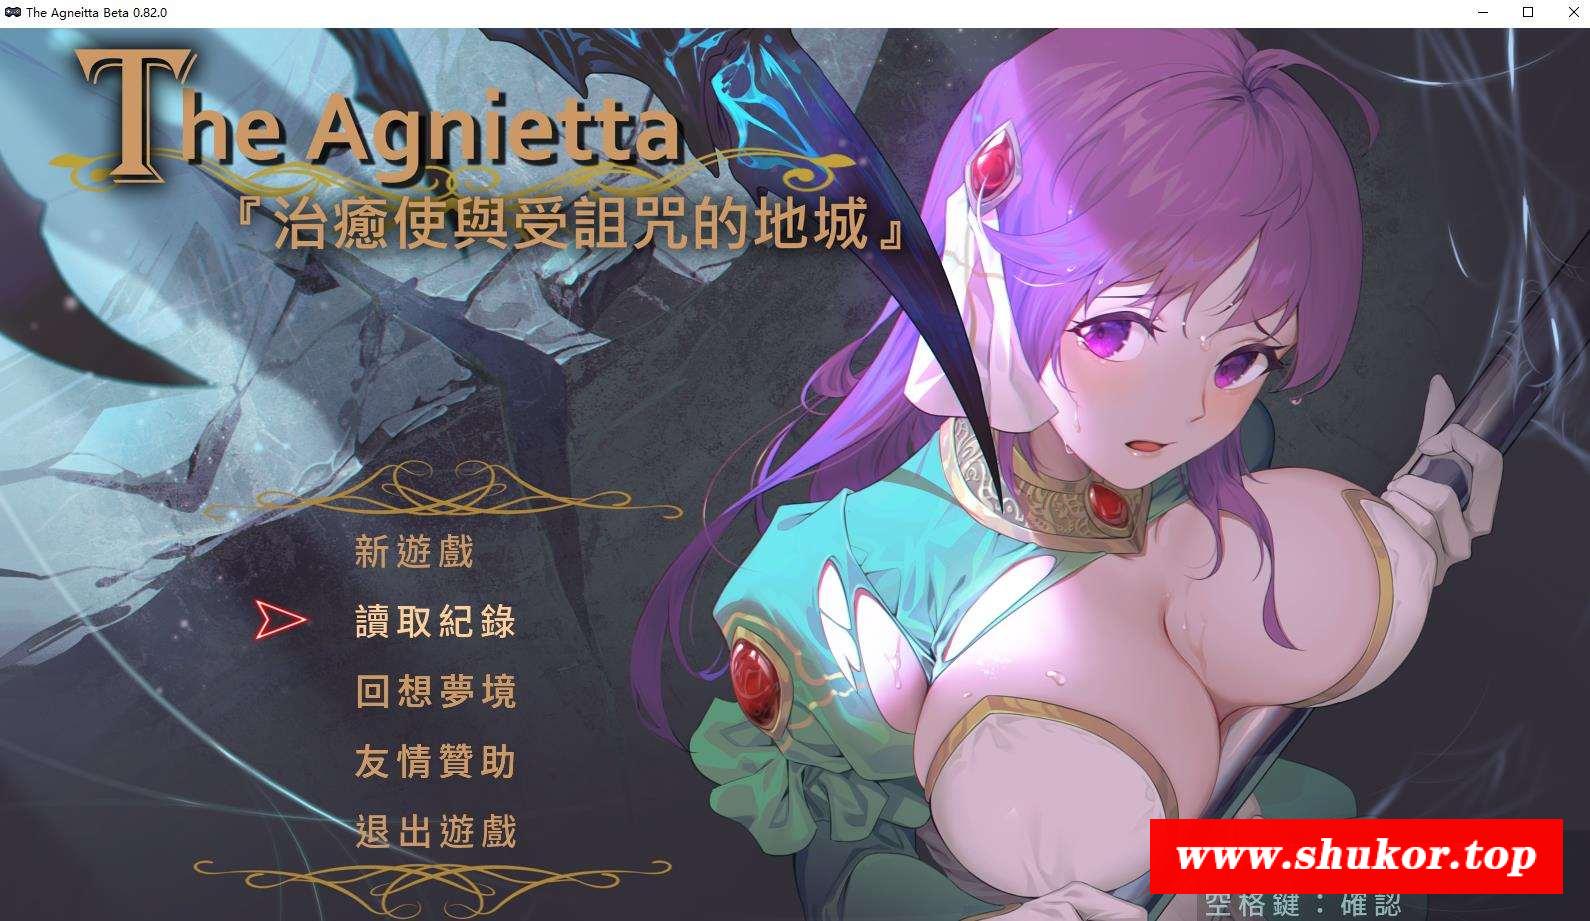 The Agneitta Beta 0.82.0
The Agnietta
『治癒使與受詛咒的地城』
新遊戲
讀取紀錄
回想夢境
友情贊助
退出遊戲
www.shukor.top
空格鍵：確認